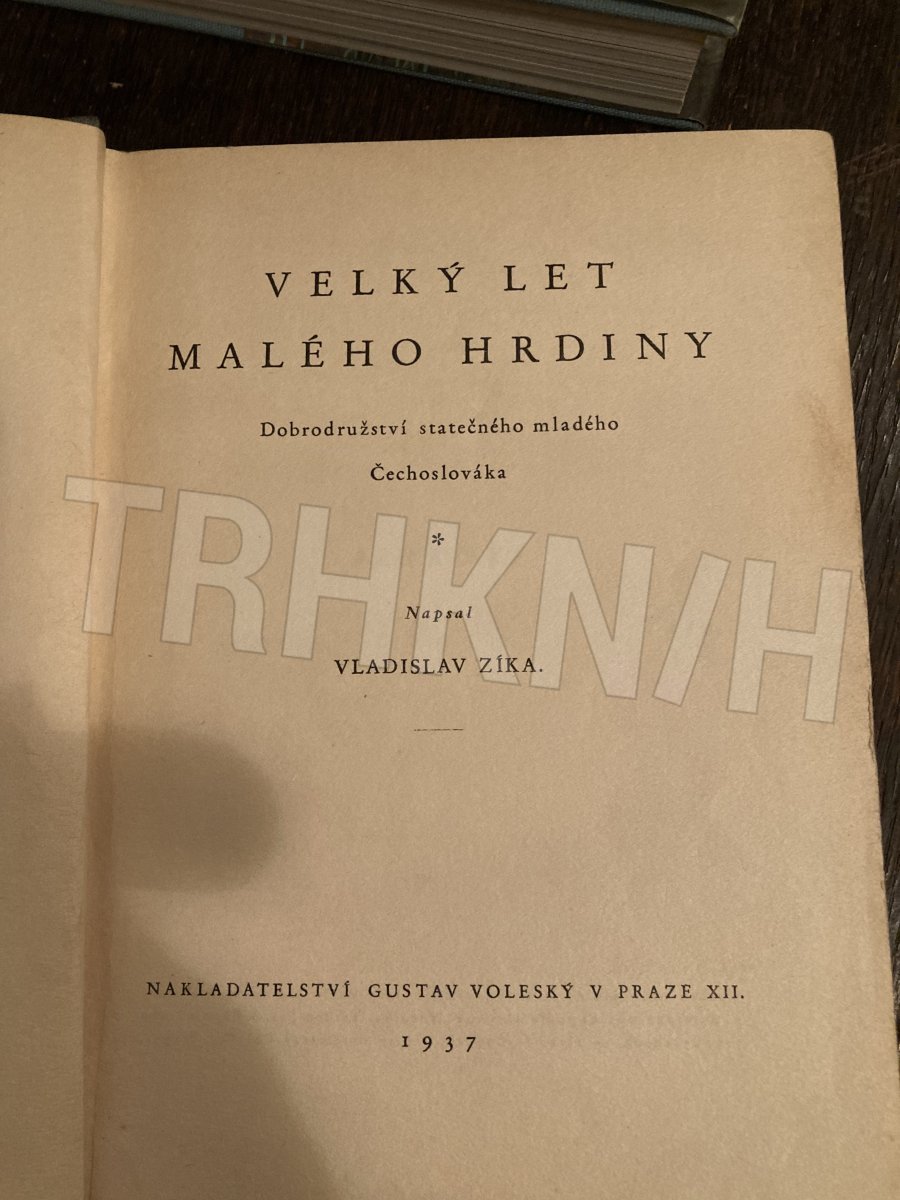 VELKÝ LET
MALÉHO HRDINY
Dobrodružství statečného mladého
Čechoslováka
*
Napsal
VLADISLAV ZÍKA.
NAKLADATELSTVÍ GUSTAV VOLESKÝ V PRAZE XII.
1937
TRHKNIH